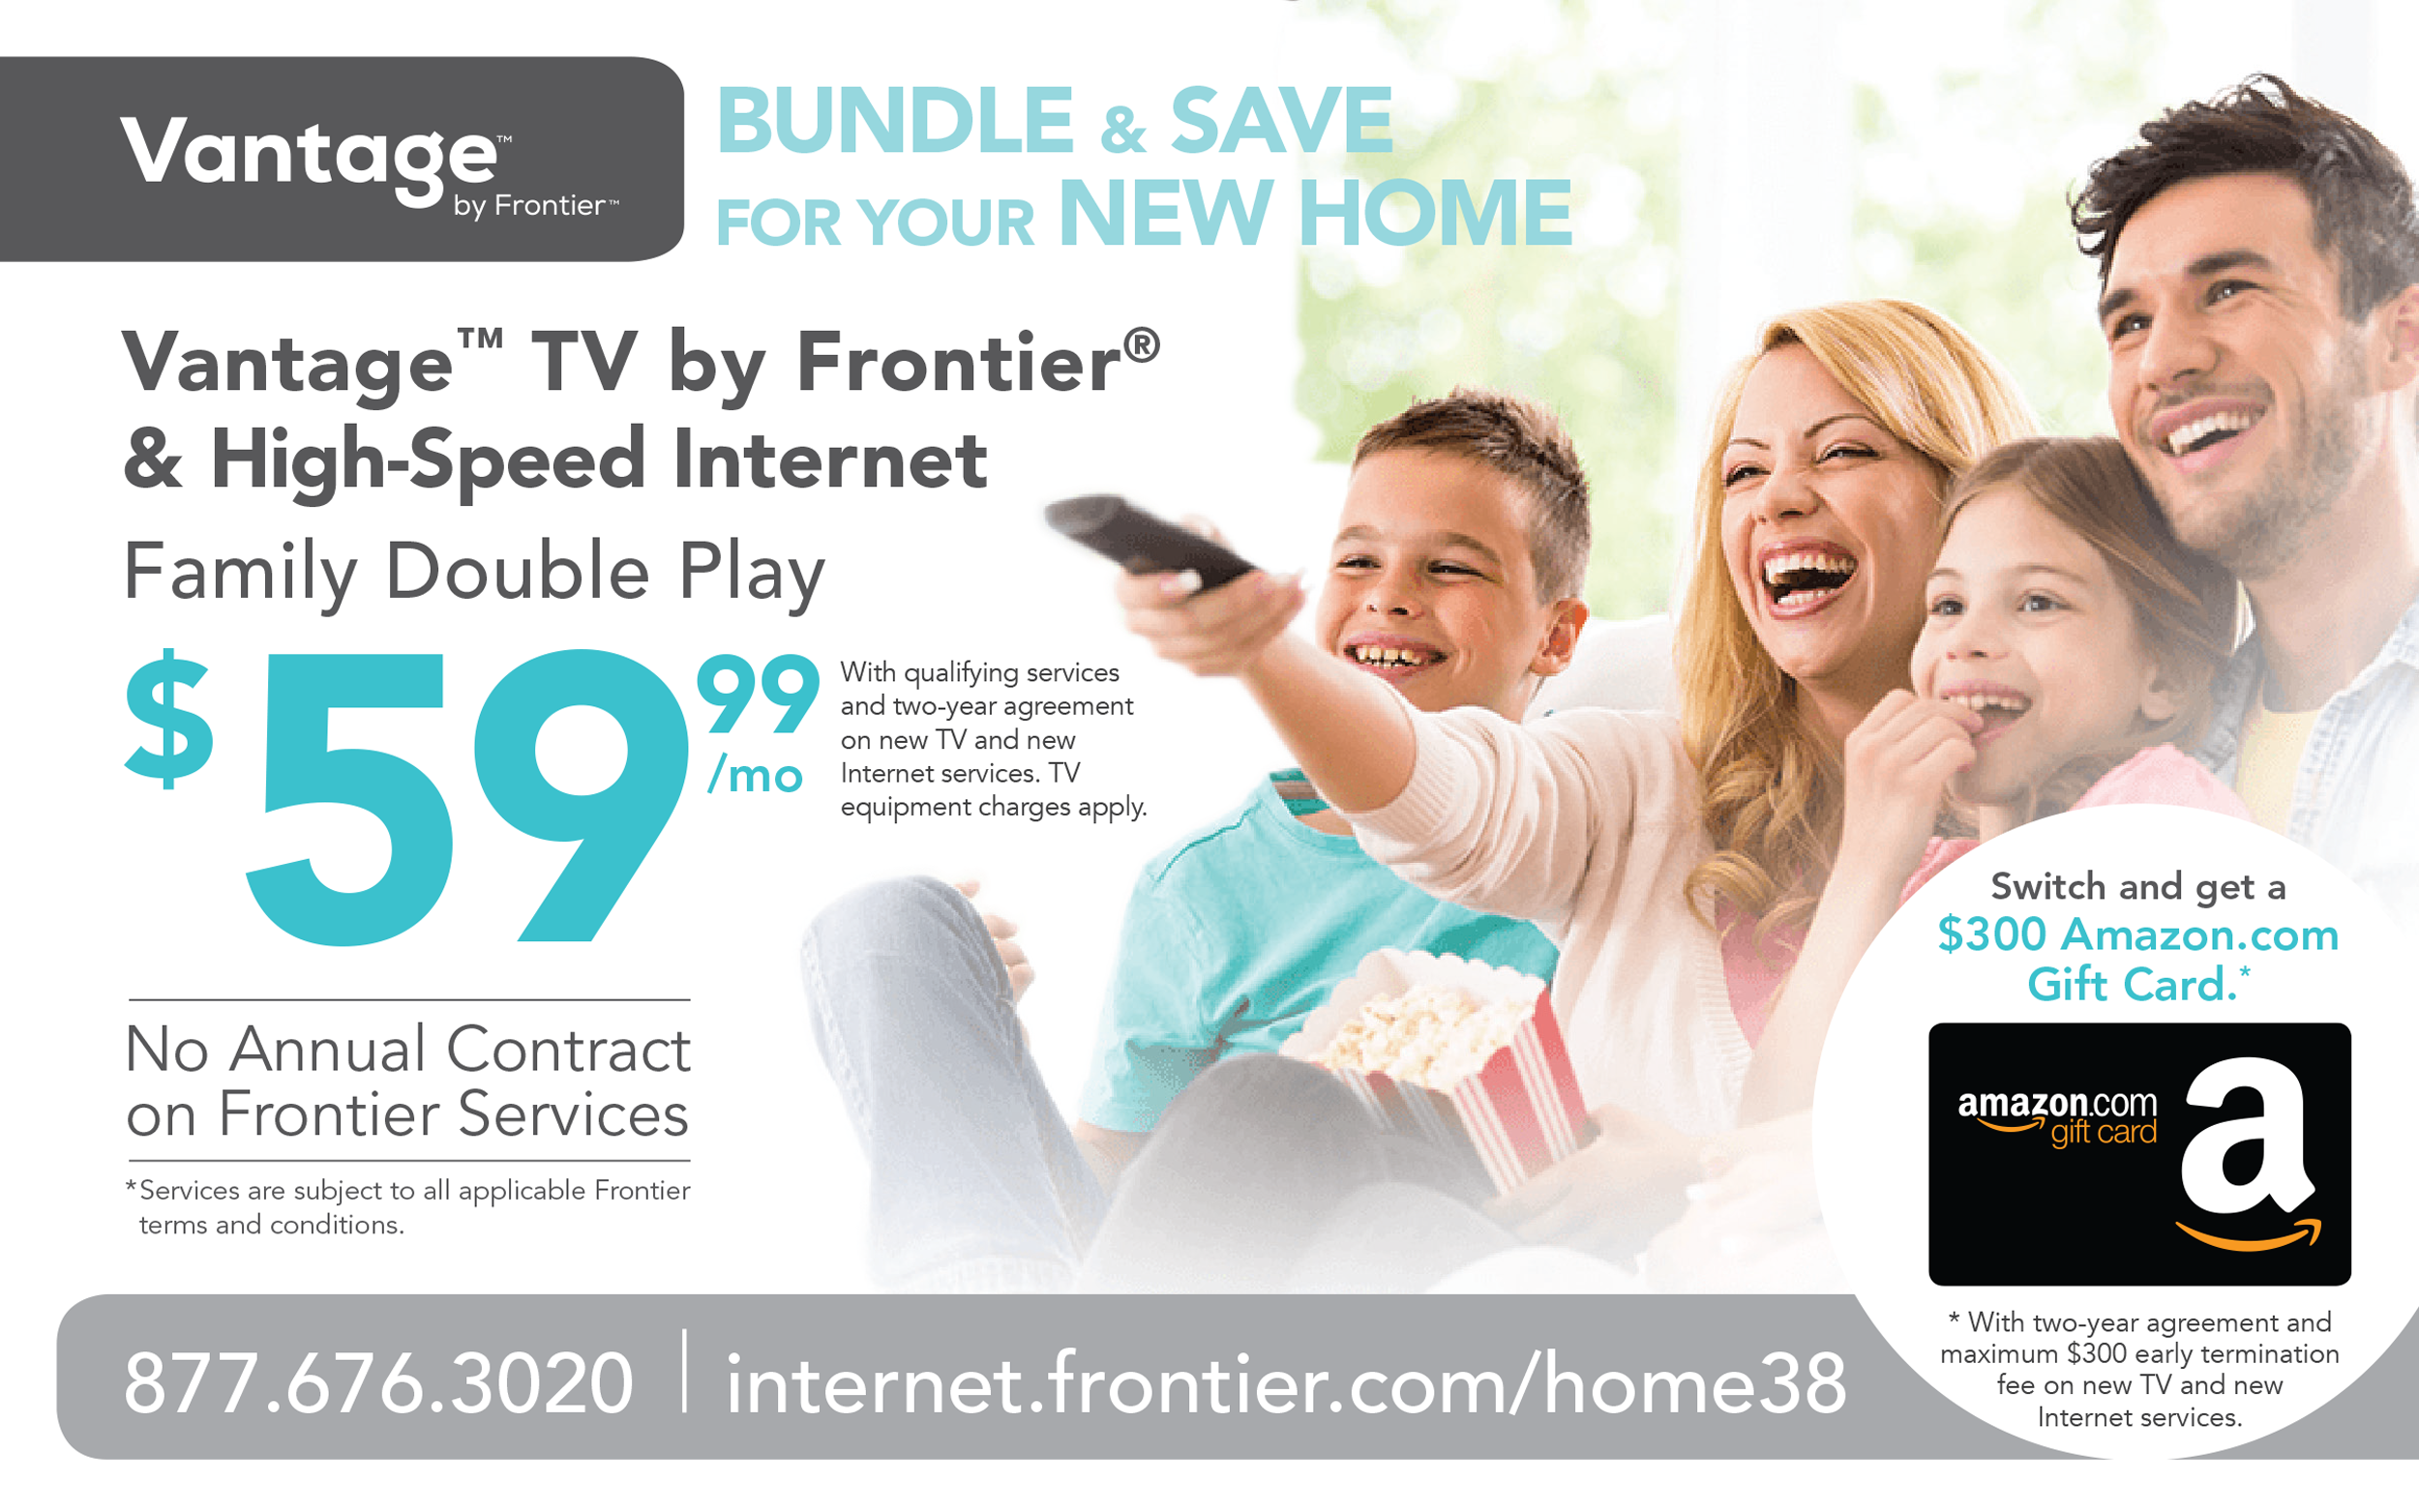 Vantage™
by Frontier™
BUNDLE & SAVE
FOR YOUR NEW HOME
Vantage™ TV by Frontier®
& High-Speed Internet
Family Double Play
$59.99/mo
With qualifying services
and two-year agreement
on new TV and new
Internet services. TV
equipment charges apply.
No Annual Contract
on Frontier Services
*Services are subject to all applicable Frontier
terms and conditions.
Switch and get a
$300 Amazon.com
Gift Card.*
amazon.com
gift card
a
* With two-year agreement and
maximum $300 early termination
fee on new TV and new
Internet services.
877.676.3020 | internet.frontier.com/home38